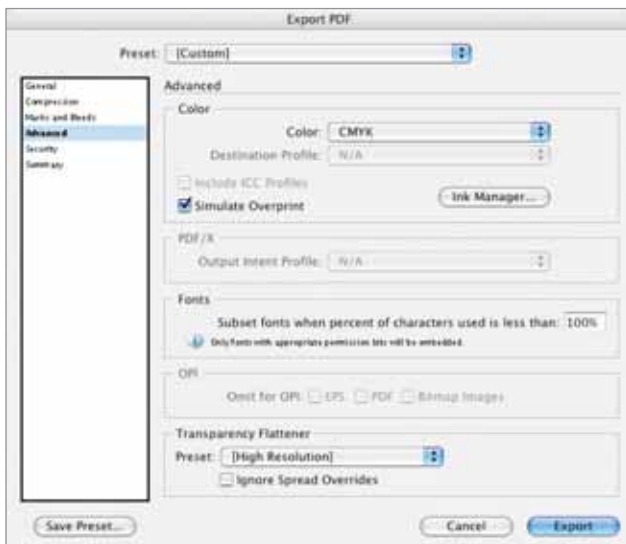 Export PDF
Preset: [Custom]
General
Compression
Marks and Bleeds
Advanced
Security
Summary
Advanced
Color
Color: CMYK
Destination Profile: N/A
Include ICC Profiles
Simulate Overprint
Ink Manager...
PDF/X
Output Intent Profile: N/A
Fonts
Subset fonts when percent of characters used is less than: 100%
Only fonts with appropriate permission bits will be embedded.
OPI
Omit for OPI: EPS PDF Bitmap Images
Transparency Flattener
Preset: [High Resolution]
Ignore Spread Overrides
Save Preset... Cancel Export